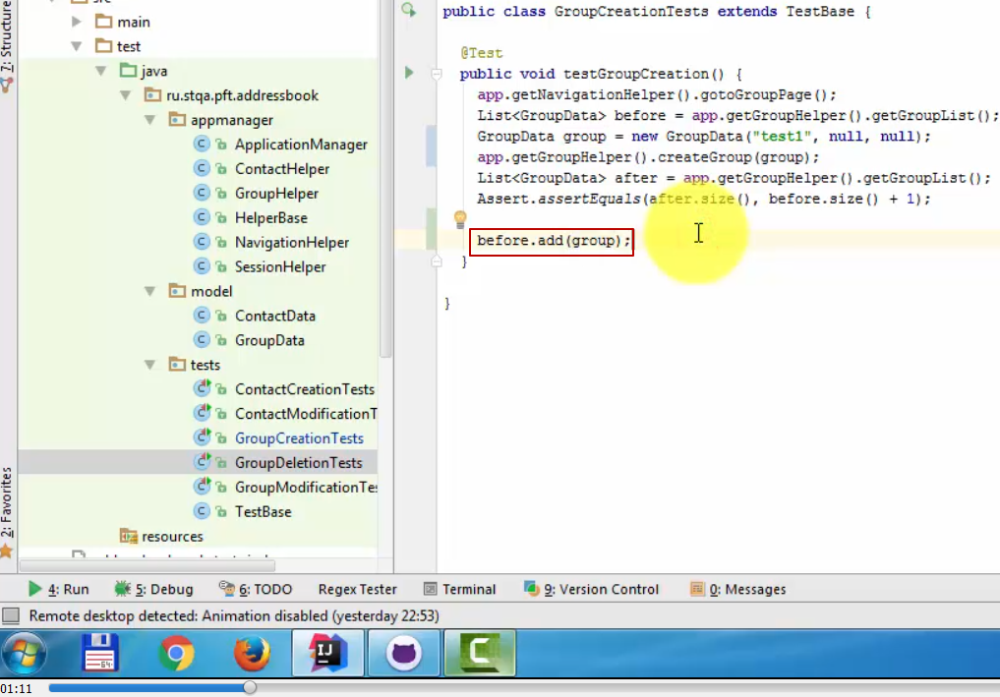 src
main
test
java
ru.stqa.pft.addressbook
appmanager
ApplicationManager
ContactHelper
GroupHelper
HelperBase
NavigationHelper
SessionHelper
model
ContactData
GroupData
tests
ContactCreationTests
ContactModificationT
GroupCreationTests
GroupDeletionTests
GroupModificationTes
TestBase
resources
7: Structure
2: Favorites
public class GroupCreationTests extends TestBase {
@Test
public void testGroupCreation() {
app.getNavigationHelper().gotoGroupPage();
List<GroupData> before = app.getGroupHelper().getGroupList();
GroupData group = new GroupData("test1", null, null);
app.getGroupHelper().createGroup(group);
List<GroupData> after = app.getGroupHelper().getGroupList();
Assert.assertEquals(after.size(), before.size() + 1);
before.add(group);
}
}
4: Run 5: Debug 6: TODO Regex Tester Terminal 9: Version Control 0: Messages
Remote desktop detected: Animation disabled (yesterday 22:53)
64
IJ
C
01:11